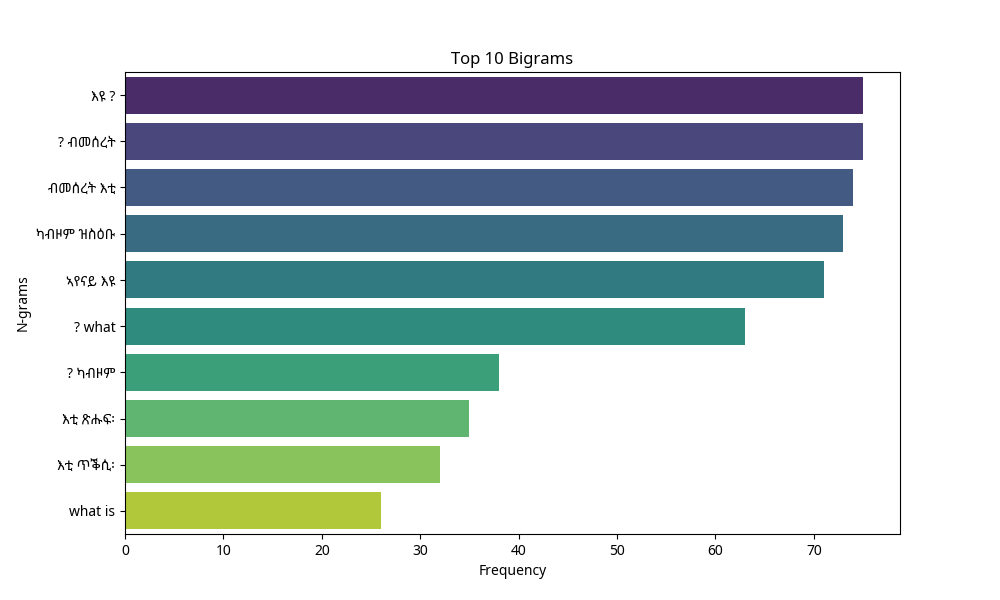 Top 10 Bigrams
እዩ ?
? ብመሰረት
ብመሰረት እቲ
ካብዞም ዝስዕቡ
ኣየናይ እዩ
? what
? ካብዞም
እቲ ጽሑፍ፡
እቲ ጥቕሲ፡
what is
N-grams
0 10 20 30 40 50 60 70
Frequency